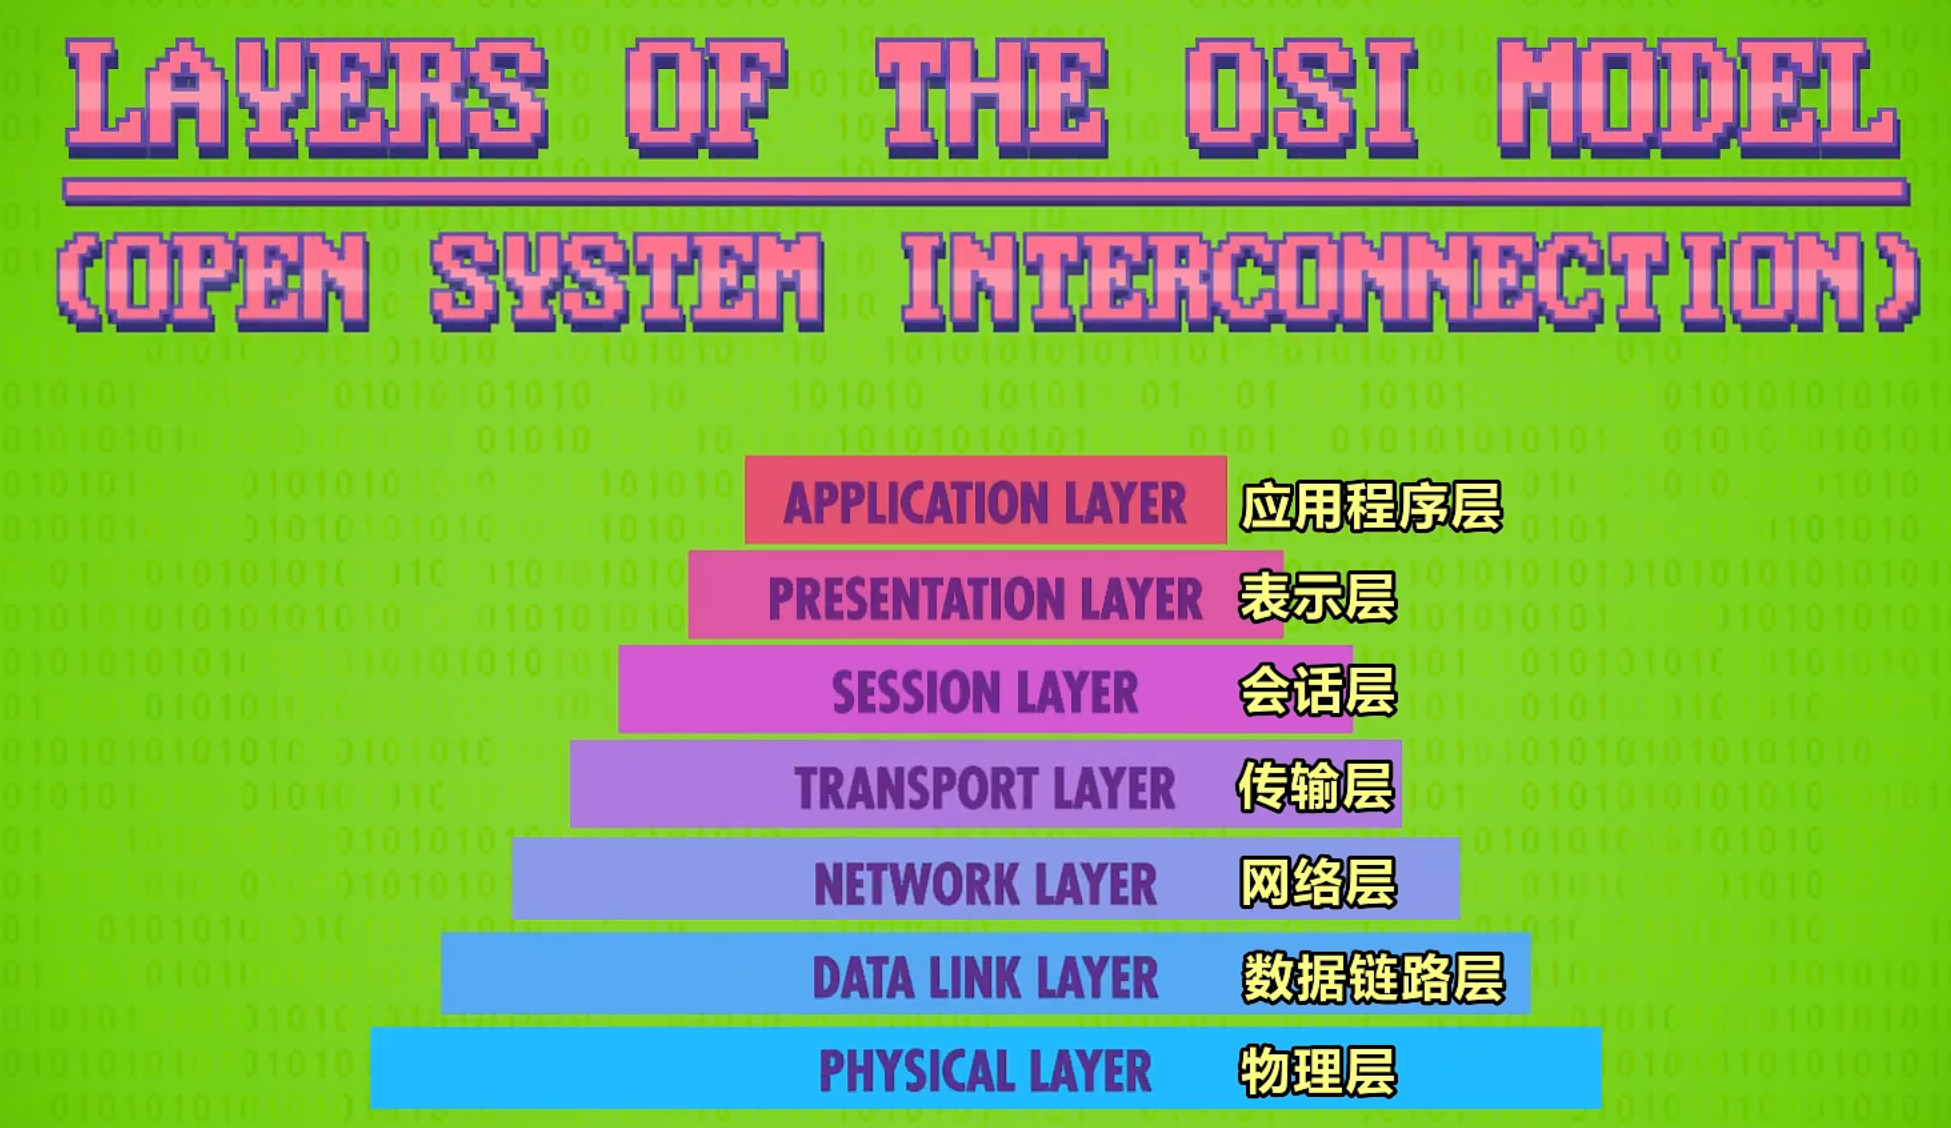 LAYERS OF THE OSI MODEL
(OPEN SYSTEM INTERCONNECTION)
APPLICATION LAYER 应用程序层
PRESENTATION LAYER 表示层
SESSION LAYER 会话层
TRANSPORT LAYER 传输层
NETWORK LAYER 网络层
DATA LINK LAYER 数据链路层
PHYSICAL LAYER 物理层